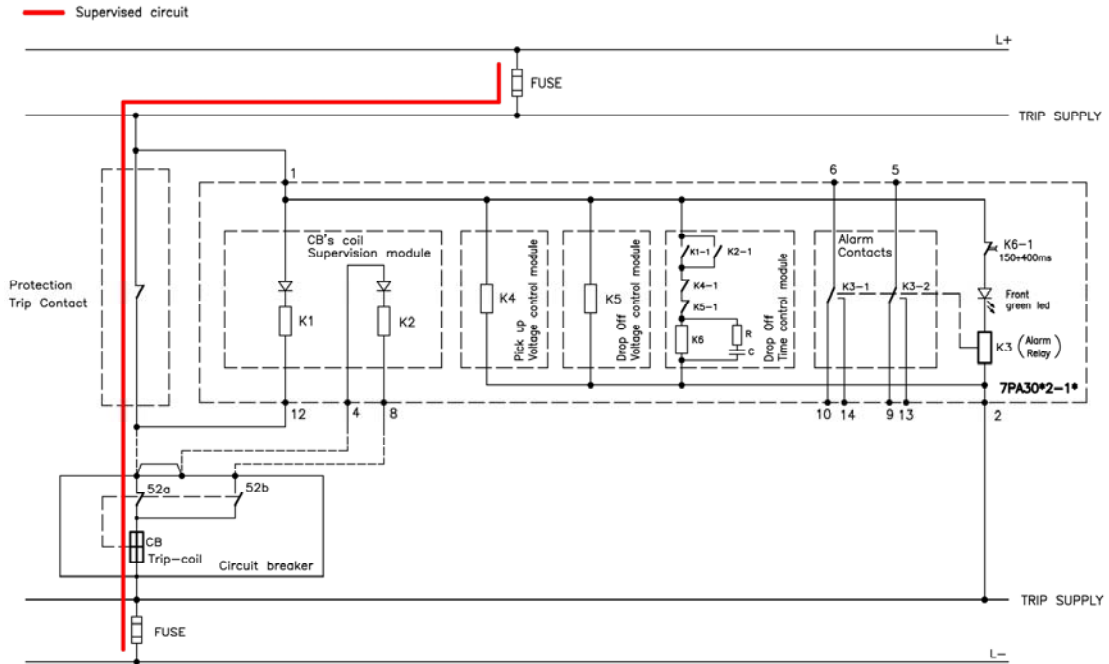 Supervised circuit
L+
FUSE
TRIP SUPPLY
1
6
5
CB's coil
Supervision module
K1
K2
K4
Pick up
Voltage control module
K5
Drop Off
Voltage control module
K1-1
K2-1
K4-1
K5-1
K6
R
C
Drop Off
Time control module
Alarm
Contacts
K3-1
K3-2
K6-1
150÷400ms
Front
green led
K3 (Alarm Relay)
7PA30*2-1*
Protection
Trip Contact
12
4
8
10
14
9
13
2
52a
52b
CB
Trip-coil
Circuit breaker
TRIP SUPPLY
FUSE
L-